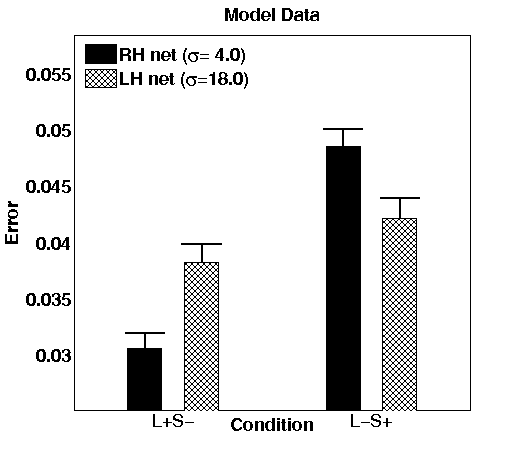 Model Data
RH net (σ= 4.0)
LH net (σ=18.0)
0.055
0.05
0.045
0.04
0.035
0.03
Error
L+S−
L−S+
Condition